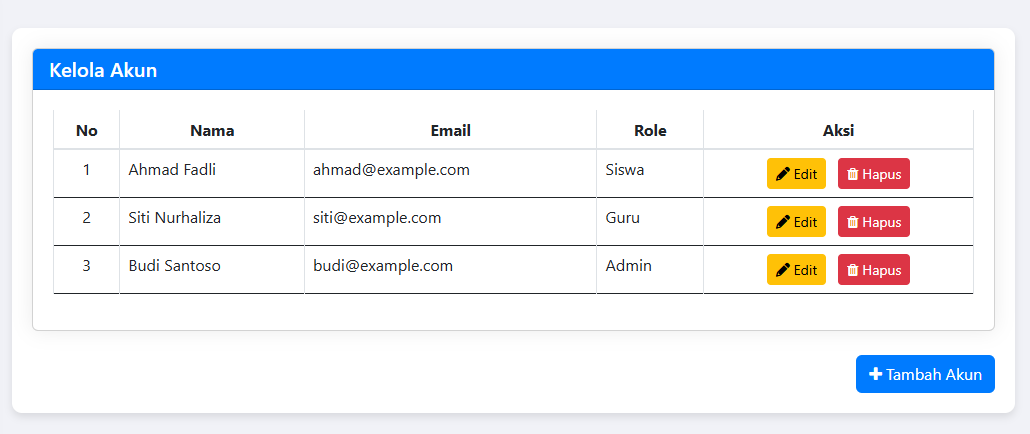 Kelola Akun
No Nama Email Role Aksi
1 Ahmad Fadli ahmad@example.com Siswa Edit Hapus
2 Siti Nurhaliza siti@example.com Guru Edit Hapus
3 Budi Santoso budi@example.com Admin Edit Hapus
Tambah Akun